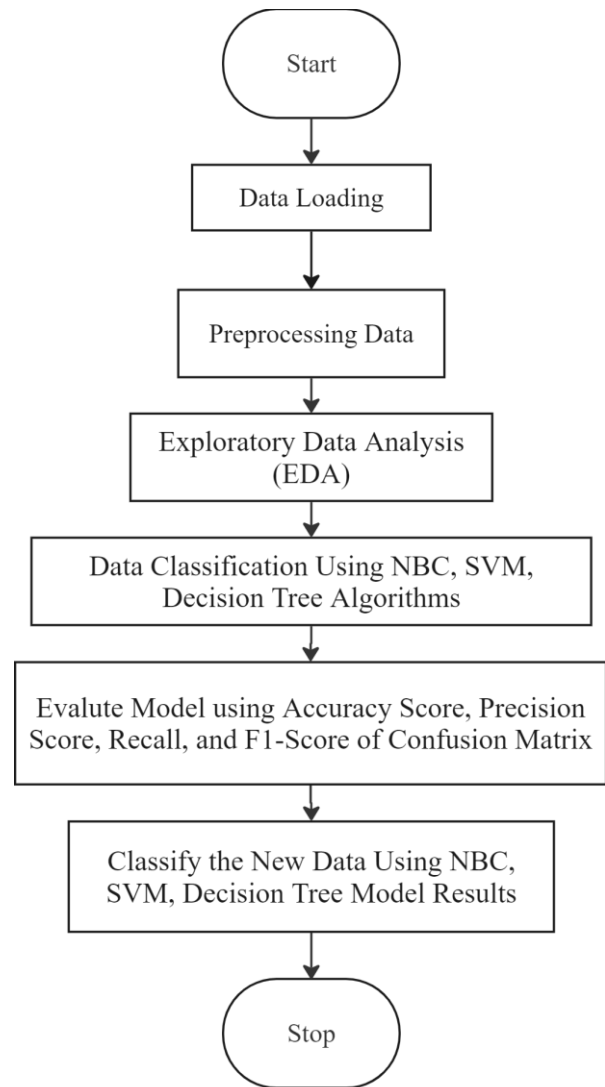 Start
Data Loading
Preprocessing Data
Exploratory Data Analysis
(EDA)
Data Classification Using NBC, SVM,
Decision Tree Algorithms
Evalute Model using Accuracy Score, Precision
Score, Recall, and F1-Score of Confusion Matrix
Classify the New Data Using NBC,
SVM, Decision Tree Model Results
Stop